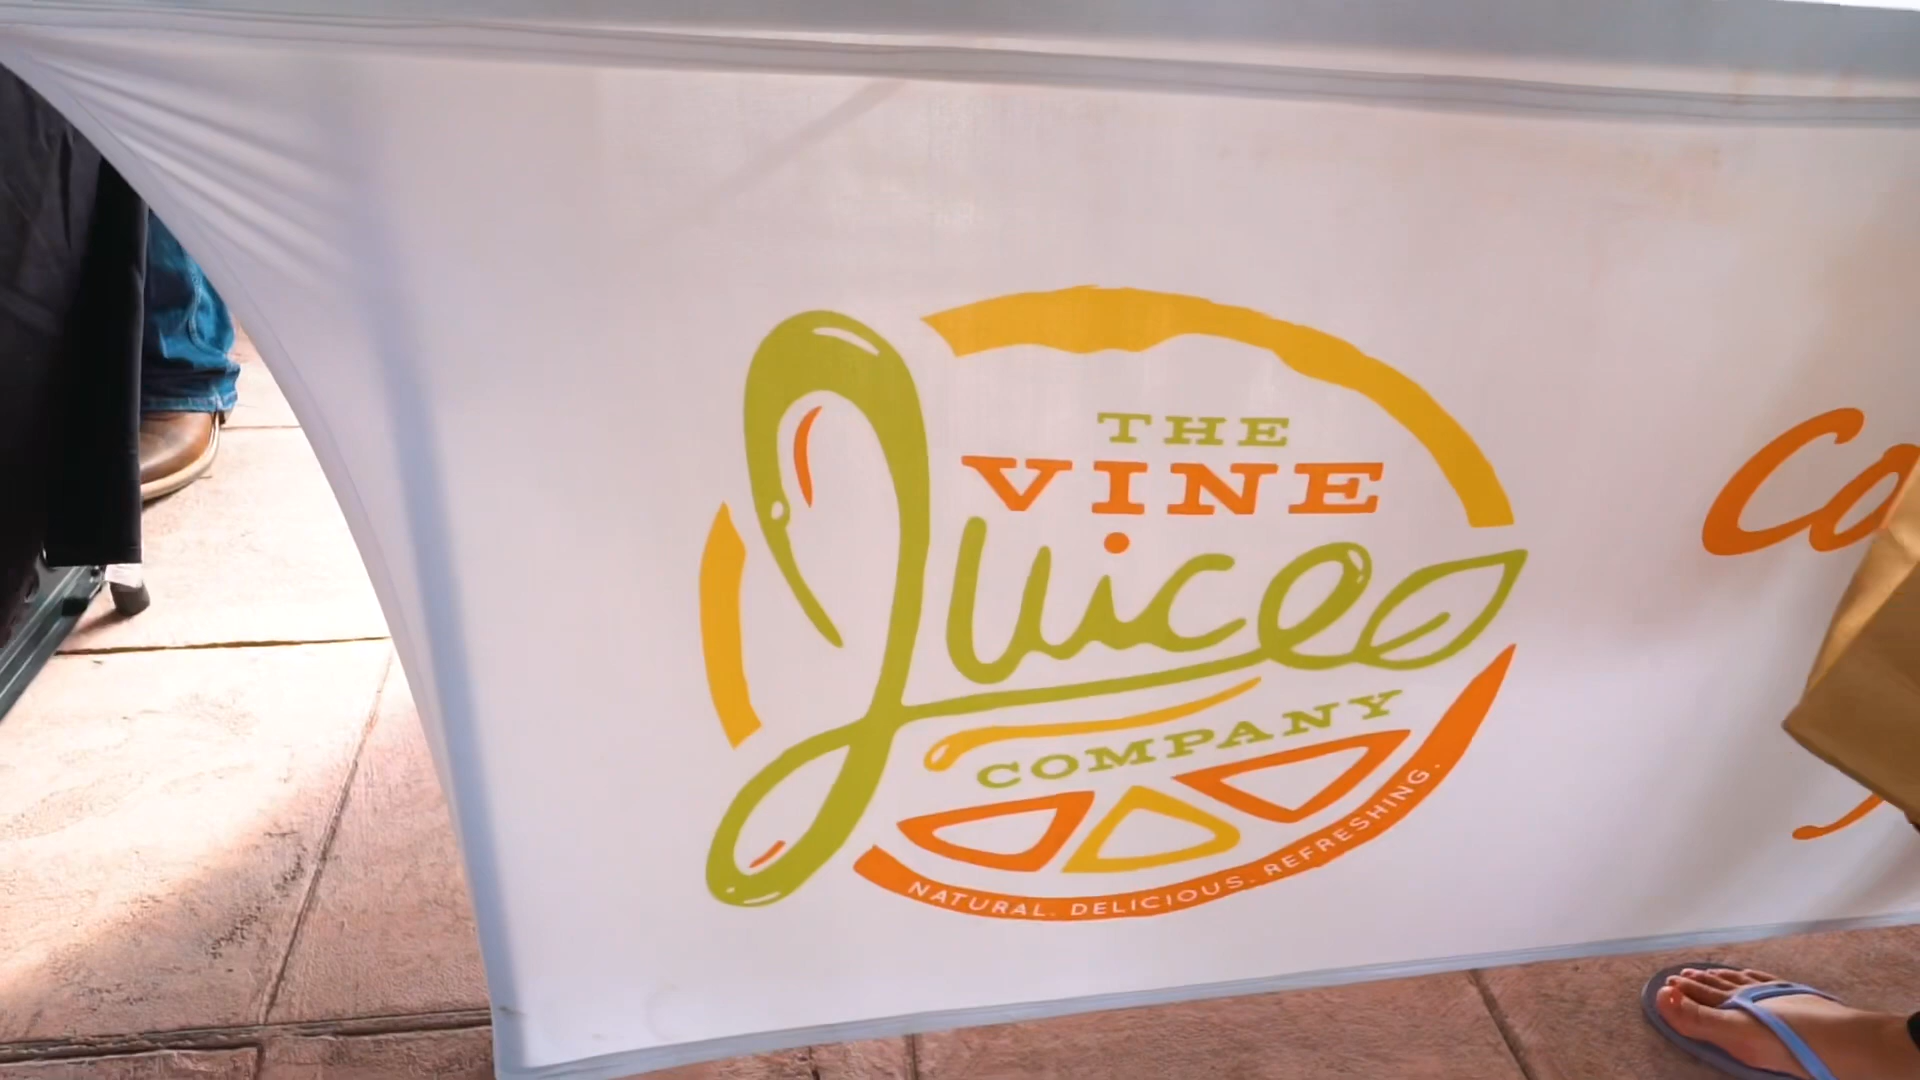 THE
VINE
Juice
COMPANY
NATURAL. DELICIOUS. REFRESHING.